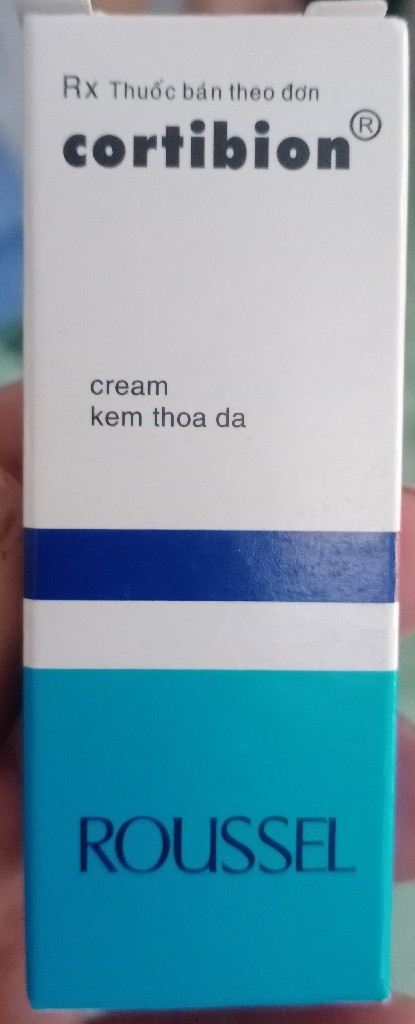 Rx Thuốc bán theo đơn
cortibion®
cream
kem thoa da
ROUSSEL